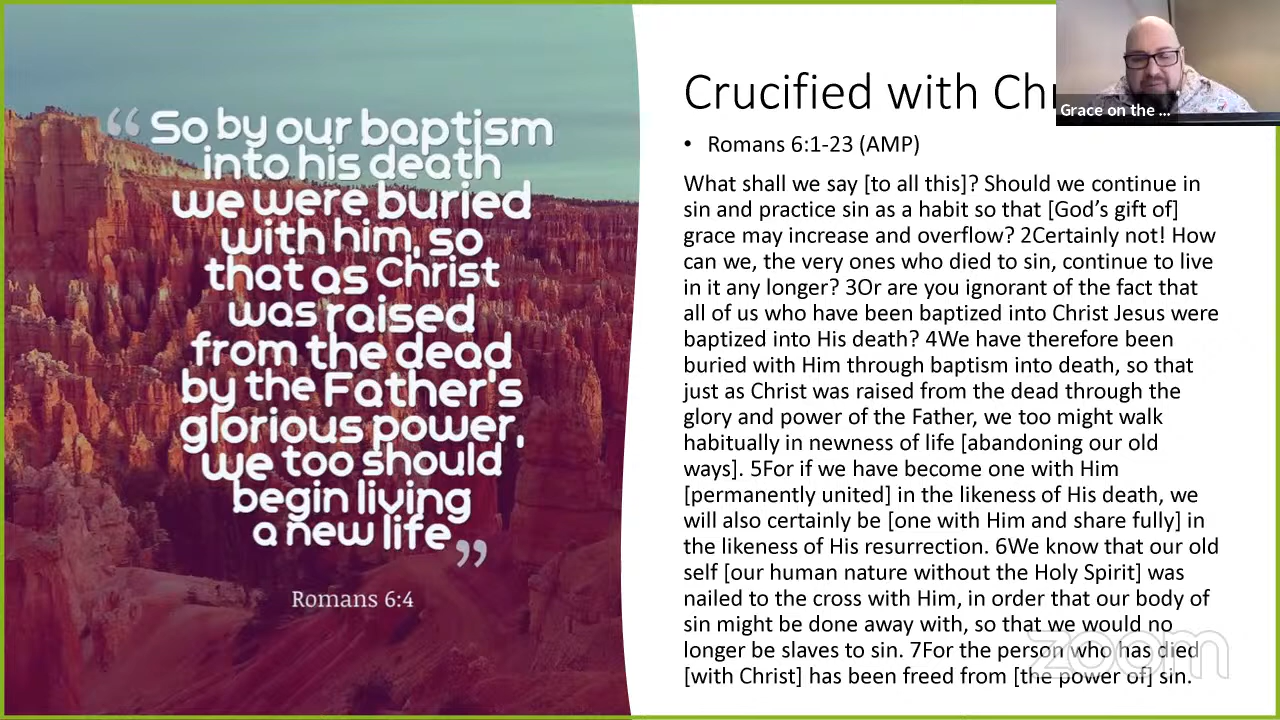 “So by our baptism
into his death
we were buried
with him, so
that as Christ
was raised
from the dead
by the Father's
glorious power,
we too should
begin living
a new life”
Romans 6:4
Crucified with Chr
• Romans 6:1-23 (AMP)
What shall we say [to all this]? Should we continue in
sin and practice sin as a habit so that [God’s gift of]
grace may increase and overflow? 2Certainly not! How
can we, the very ones who died to sin, continue to live
in it any longer? 3Or are you ignorant of the fact that
all of us who have been baptized into Christ Jesus were
baptized into His death? 4We have therefore been
buried with Him through baptism into death, so that
just as Christ was raised from the dead through the
glory and power of the Father, we too might walk
habitually in newness of life [abandoning our old
ways]. 5For if we have become one with Him
[permanently united] in the likeness of His death, we
will also certainly be [one with Him and share fully] in
the likeness of His resurrection. 6We know that our old
self [our human nature without the Holy Spirit] was
nailed to the cross with Him, in order that our body of
sin might be done away with, so that we would no
longer be slaves to sin. 7For the person who has died
[with Christ] has been freed from [the power of] sin.
Grace on the ...
zoom